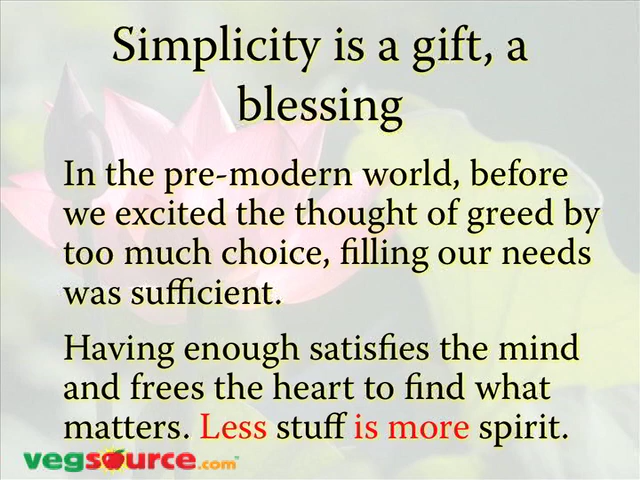 Simplicity is a gift, a
blessing
In the pre-modern world, before
we excited the thought of greed by
too much choice, filling our needs
was sufficient.
Having enough satisfies the mind
and frees the heart to find what
matters. Less stuff is more spirit.
vegsource.com